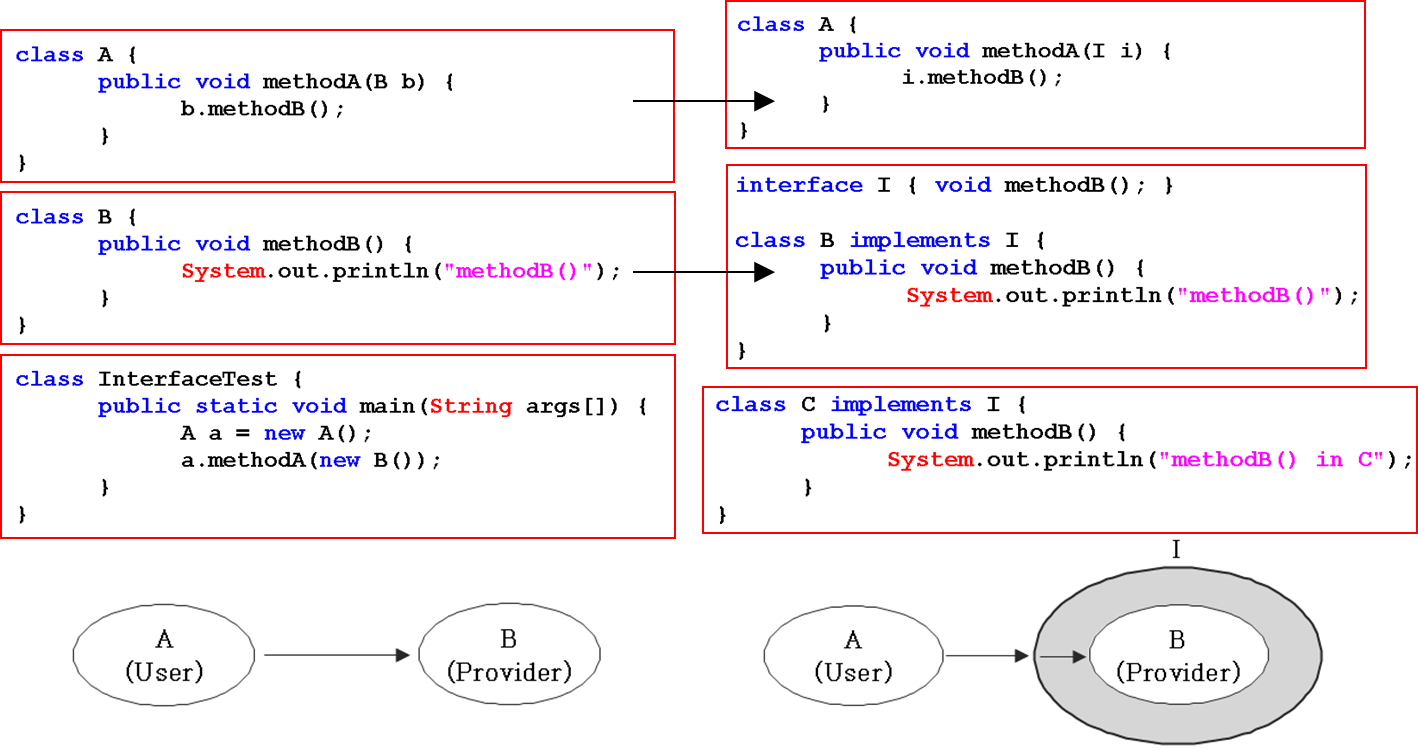 class A {
public void methodA(B b) {
b.methodB();
}
}
class B {
public void methodB() {
System.out.println("methodB()");
}
}
class InterfaceTest {
public static void main(String args[]) {
A a = new A();
a.methodA(new B());
}
}
class A {
public void methodA(I i) {
i.methodB();
}
}
interface I { void methodB(); }
class B implements I {
public void methodB() {
System.out.println("methodB()");
}
}
class C implements I {
public void methodB() {
System.out.println("methodB() in C");
}
}
A
(User)
B
(Provider)
I
A
(User)
B
(Provider)